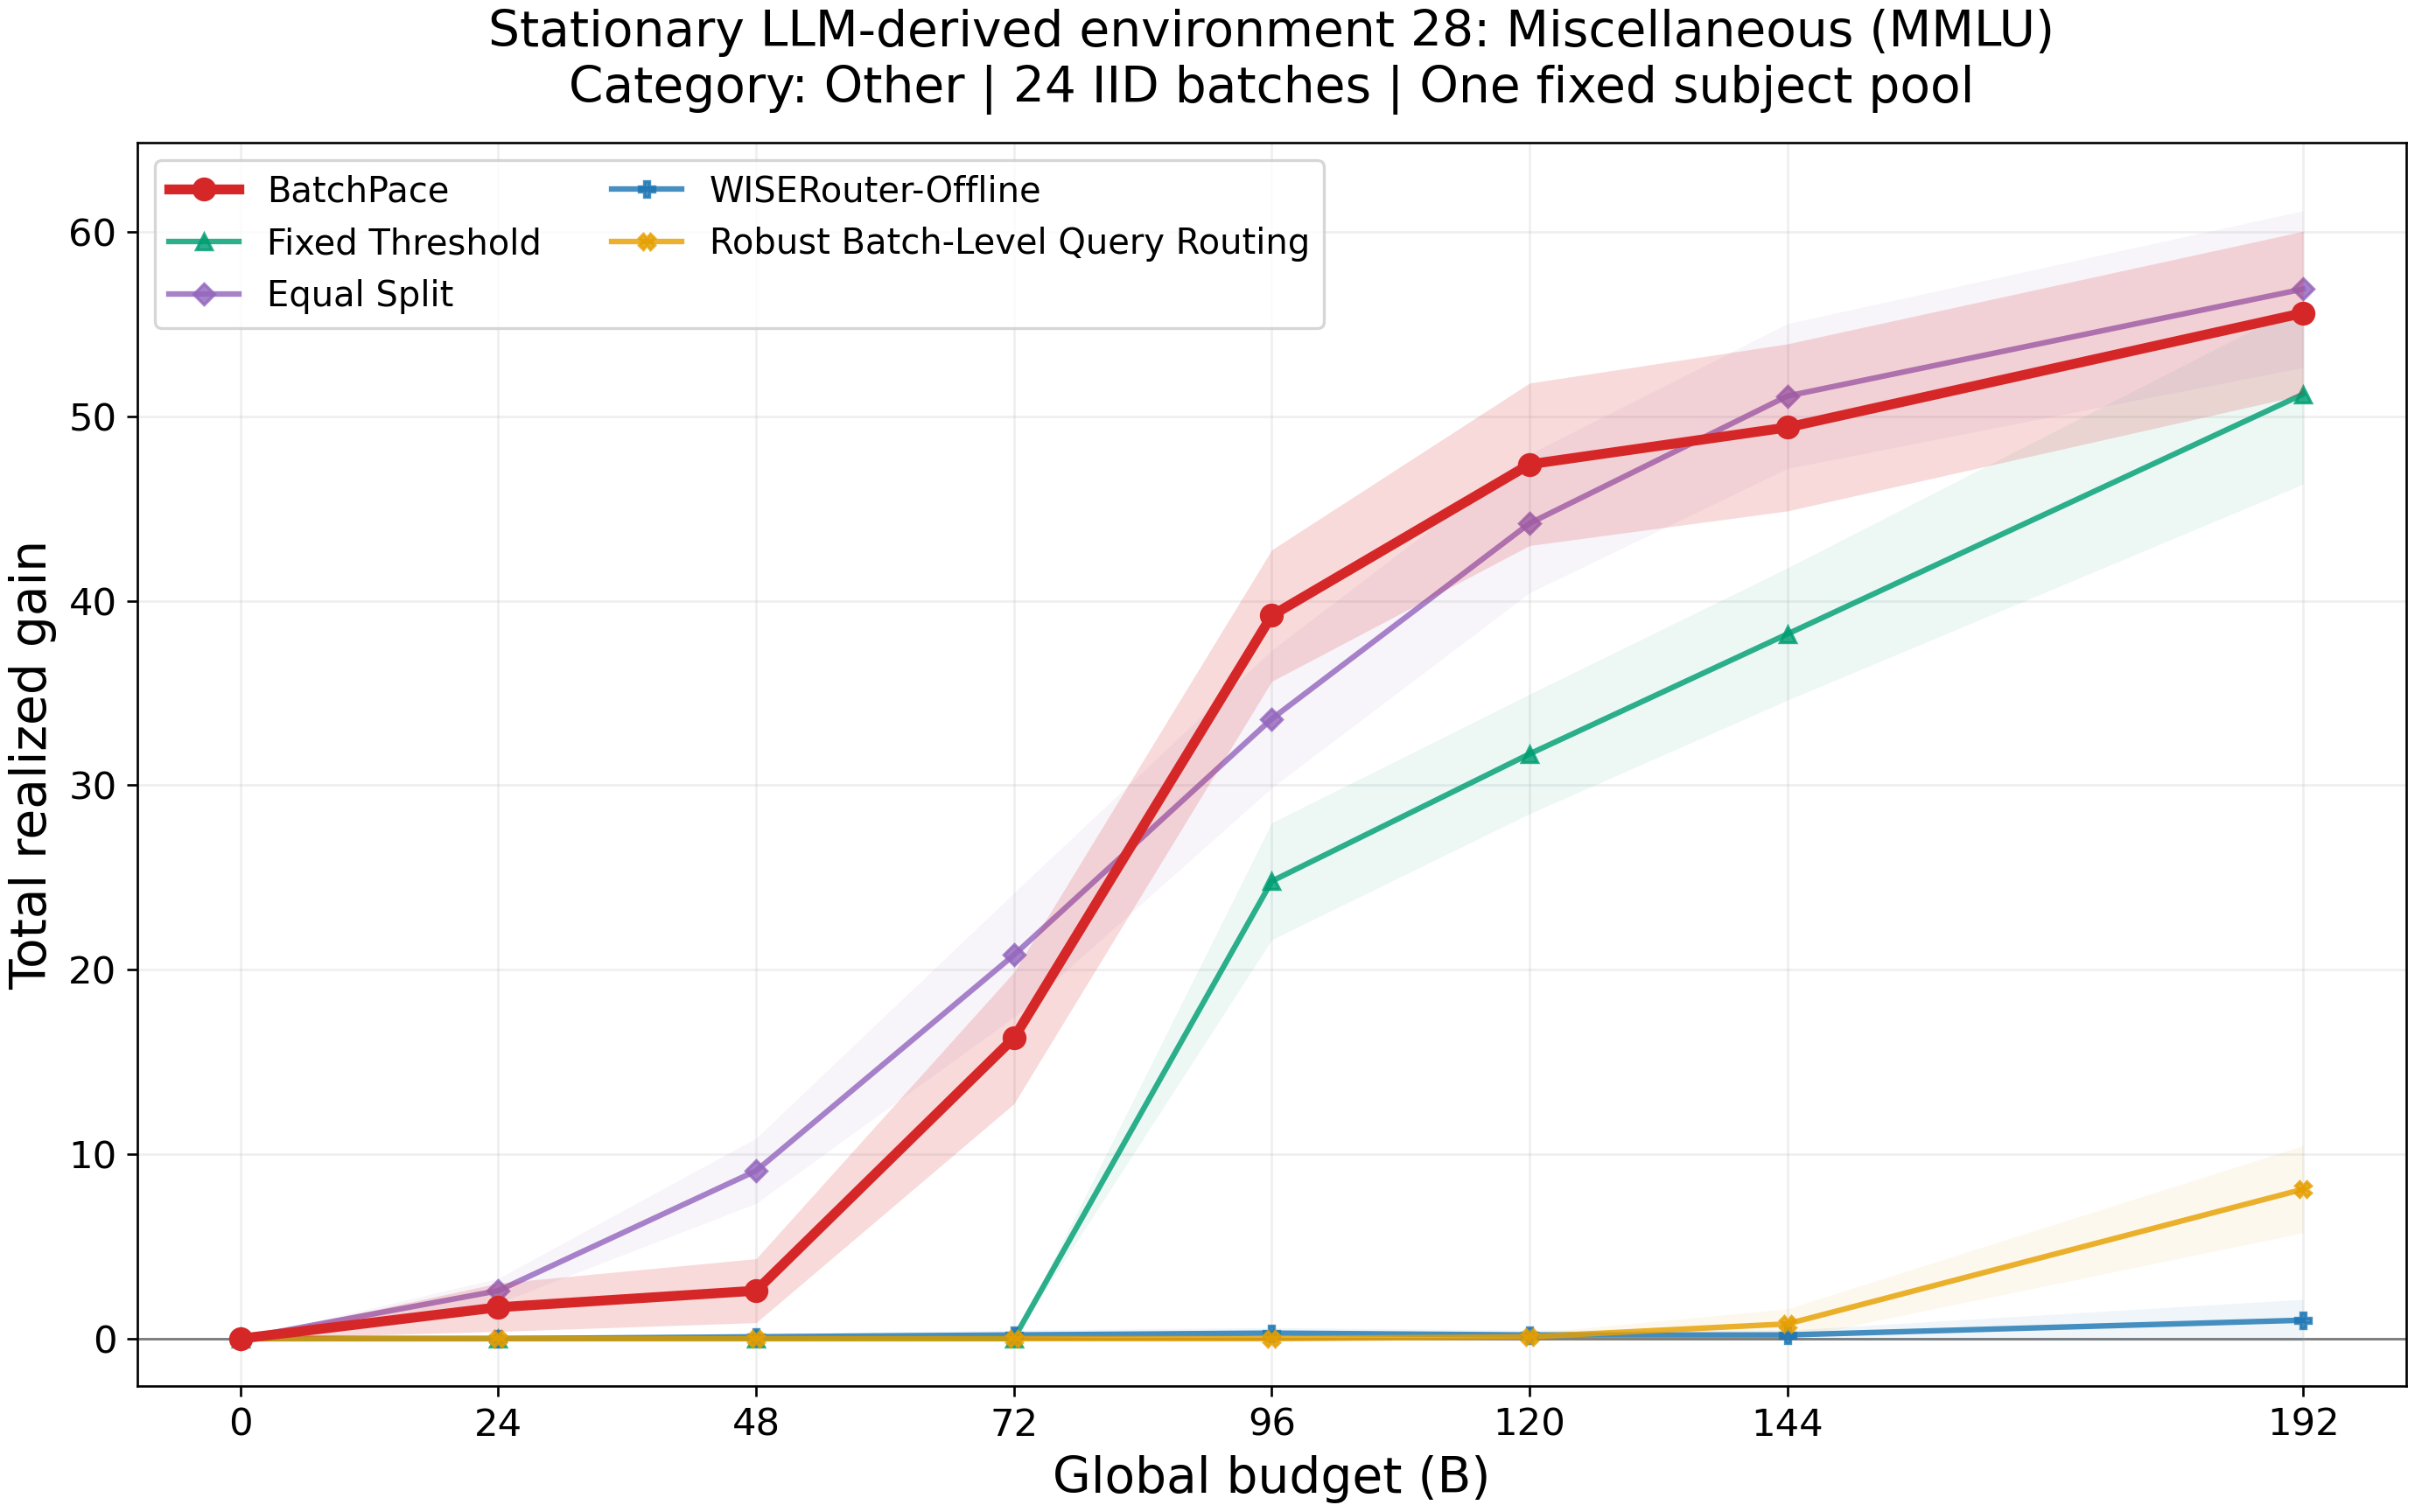 Stationary LLM-derived environment 28: Miscellaneous (MMLU)
Category: Other | 24 IID batches | One fixed subject pool
BatchPace
Fixed Threshold
Equal Split
WISERouter-Offline
Robust Batch-Level Query Routing
Total realized gain
60
50
40
30
20
10
0
0 24 48 72 96 120 144 192
Global budget (B)